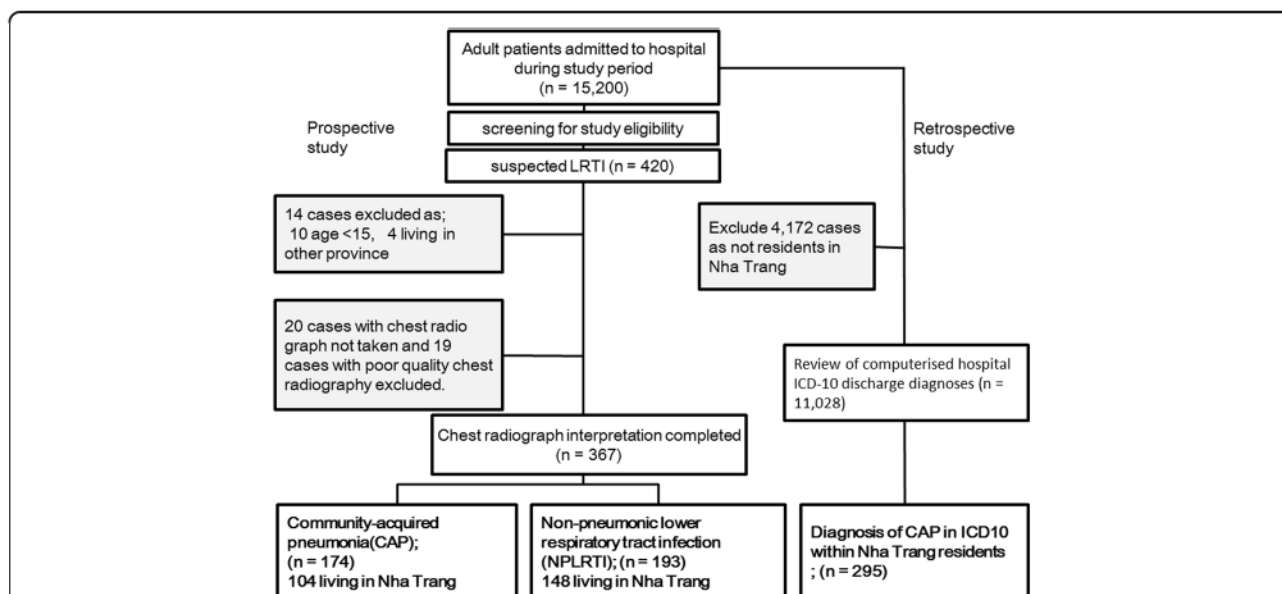 Adult patients admitted to hospital
during study period
(n = 15,200)
Prospective
study
screening for study eligibility
Retrospective
study
suspected LRTI (n = 420)
14 cases excluded as;
10 age <15, 4 living in
other province
Exclude 4,172 cases
as not residents in
Nha Trang
20 cases with chest radio
graph not taken and 19
cases with poor quality chest
radiography excluded.
Review of computerised hospital
ICD-10 discharge diagnoses (n =
11,028)
Chest radiograph interpretation completed
(n = 367)
Community-acquired
pneumonia(CAP);
(n = 174)
104 living in Nha Trang
Non-pneumonic lower
respiratory tract infection
(NPLRTI); (n = 193)
148 living in Nha Trang
Diagnosis of CAP in ICD10
within Nha Trang residents
; (n = 295)